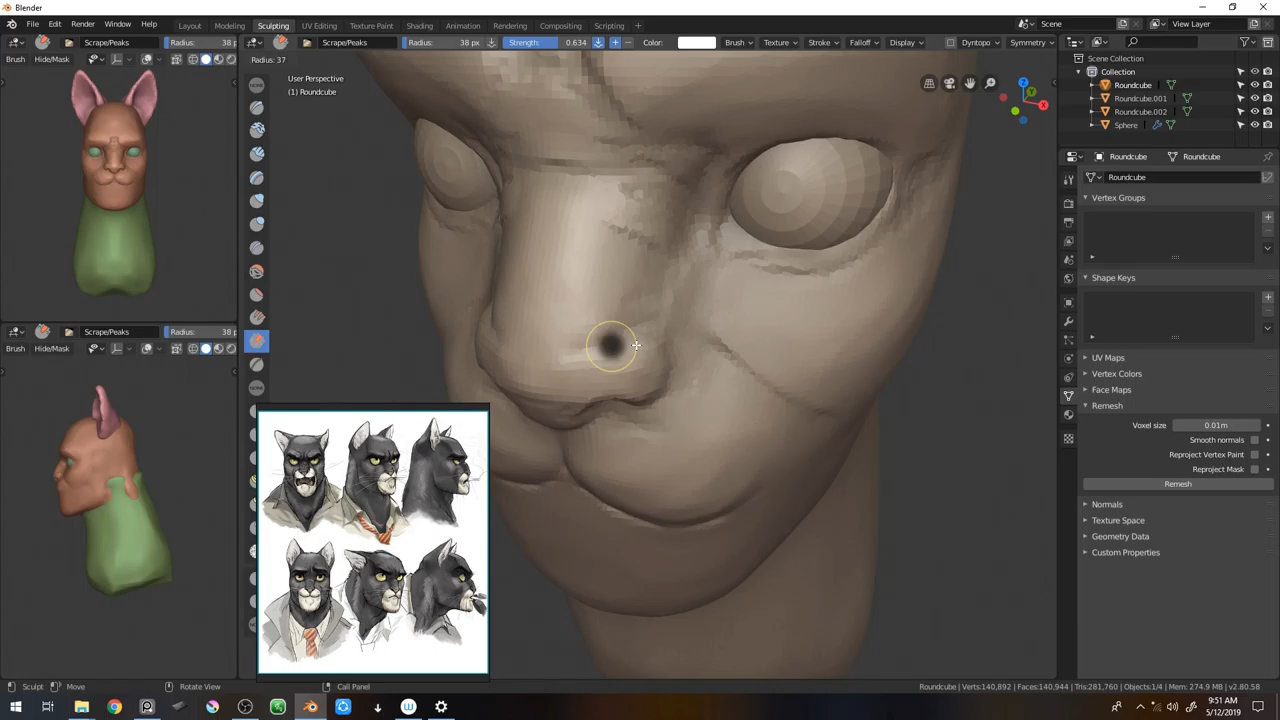 Blender
File Edit Render Window Help
Layout Modeling Sculpting UV Editing Texture Paint Shading Animation Rendering Compositing Scripting +
Scene
View Layer
Scrape/Peaks Radius: 38 p
Brush Hide/Mask
Scrape/Peaks Radius: 38 px Strength: 0.634 Color: Brush Texture Stroke Falloff Display Dyntopo Symmetry
Radius: 37
User Perspective
(1) Roundcube
NONE
NONE
Scrape/Peaks Radius: 38 p
Brush Hide/Mask
Z
Y
X
Scene Collection
Collection
Roundcube
Roundcube.001
Roundcube.002
Sphere
Roundcube Roundcube
Roundcube
Vertex Groups
Shape Keys
UV Maps
Vertex Colors
Face Maps
Remesh
Voxel size 0.01m
Smooth normals
Reproject Vertex Paint
Reproject Mask
Remesh
Normals
Texture Space
Geometry Data
Custom Properties
Sculpt Move Rotate View Call Panel
Roundcube | Verts:140,892 | Faces:140,944 | Tris:281,760 | Objects:1/4 | Mem: 274.9 MB | v2.80.58
9:51 AM
5/12/2019